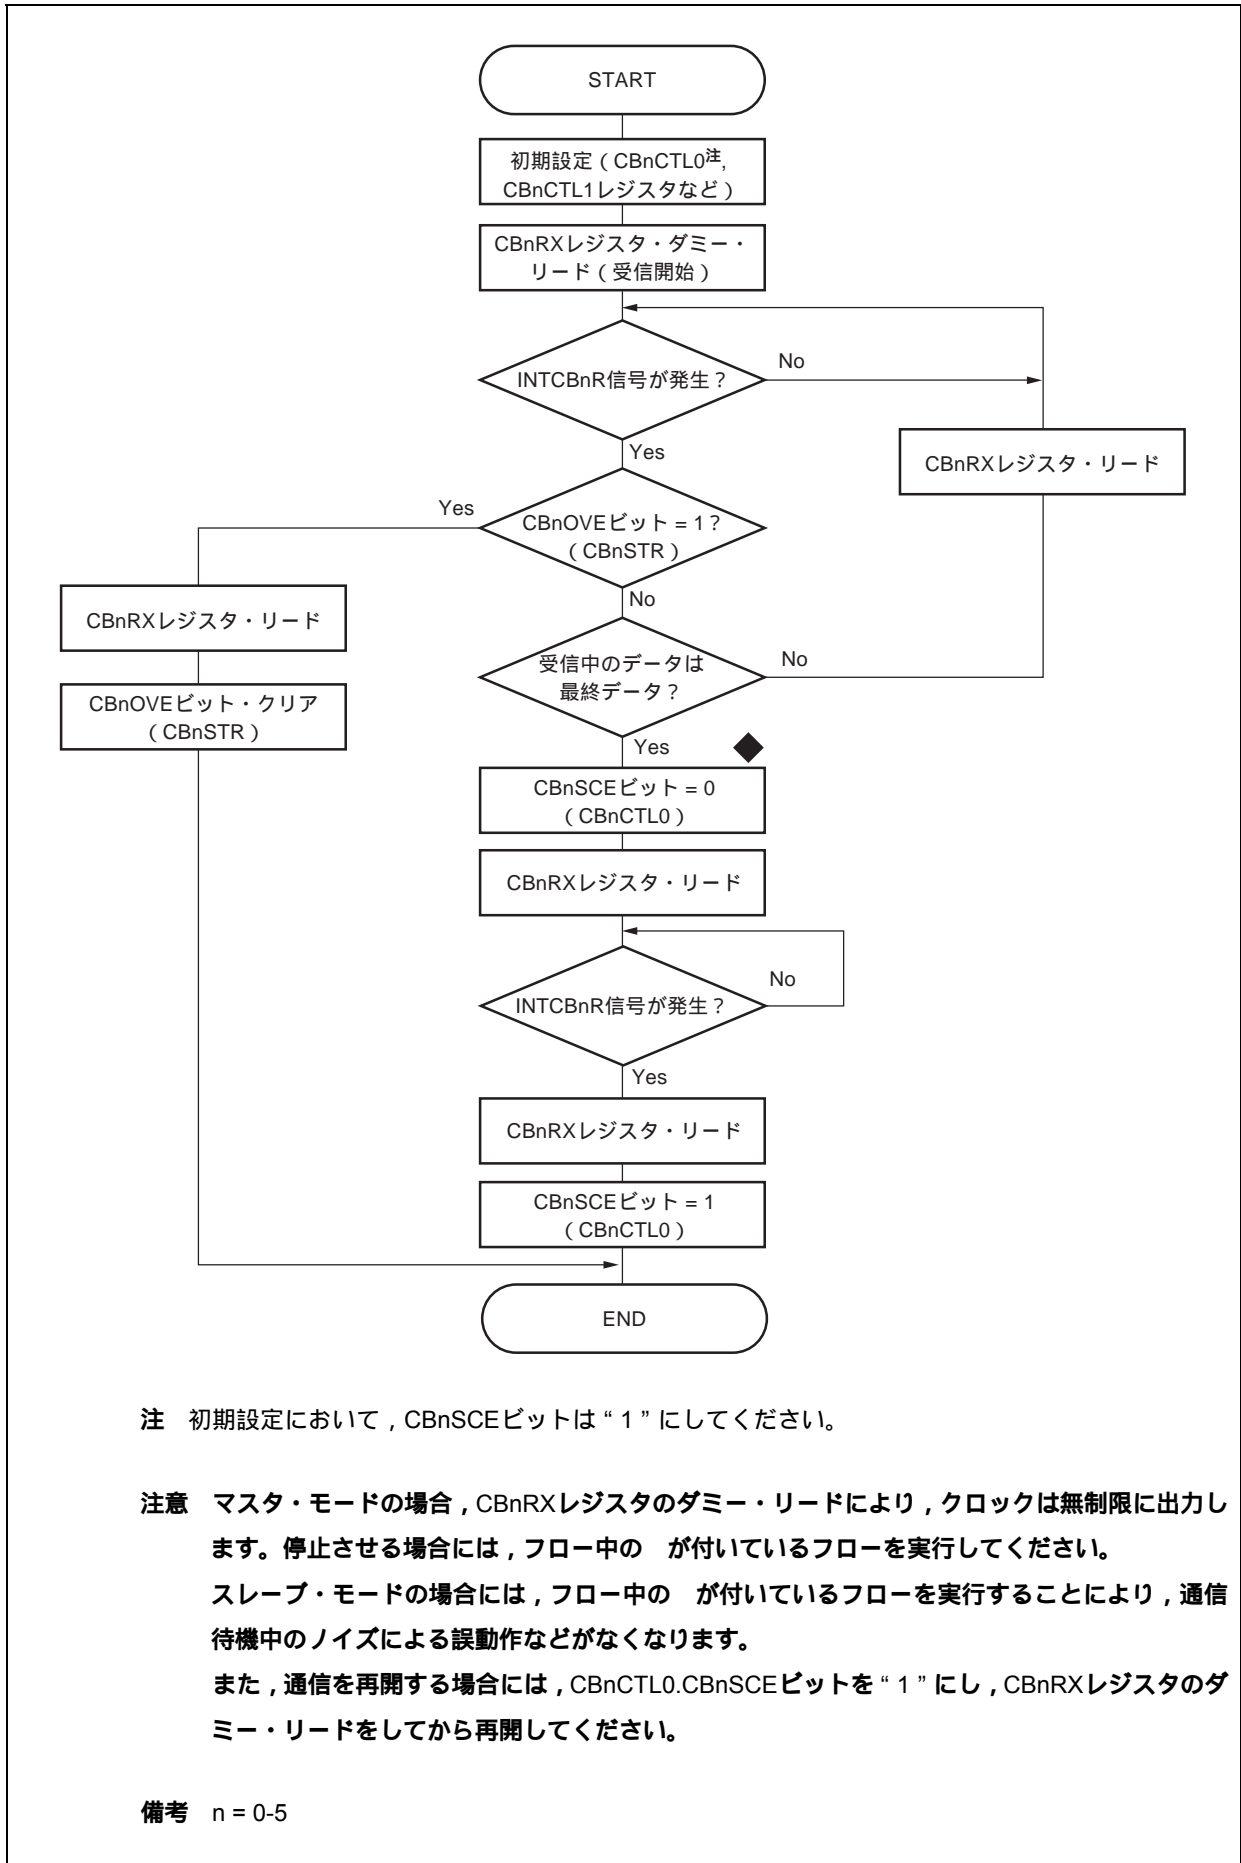 START
初期設定（CBnCTL0注,
CBnCTL1レジスタなど）
CBnRXレジスタ・ダミー・
リード（受信開始）
INTCBnR信号が発生？
No
Yes
CBnRXレジスタ・リード
CBnOVEビット = 1？
（CBnSTR）
Yes
No
CBnRXレジスタ・リード
CBnOVEビット・クリア
（CBnSTR）
受信中のデータは
最終データ？
No
Yes
CBnSCEビット = 0
（CBnCTL0）
CBnRXレジスタ・リード
INTCBnR信号が発生？
No
Yes
CBnRXレジスタ・リード
CBnSCEビット = 1
（CBnCTL0）
END
注　初期設定において，CBnSCEビットは“1”にしてください。
注意　マスタ・モードの場合，CBnRXレジスタのダミー・リードにより，クロックは無制限に出力し
ます。停止させる場合には，フロー中の　が付いているフローを実行してください。
スレーブ・モードの場合には，フロー中の　が付いているフローを実行することにより，通信
待機中のノイズによる誤動作などがなくなります。
また，通信を再開する場合には，CBnCTL0.CBnSCEビットを“1”にし，CBnRXレジスタのダ
ミー・リードをしてから再開してください。
備考　n = 0-5